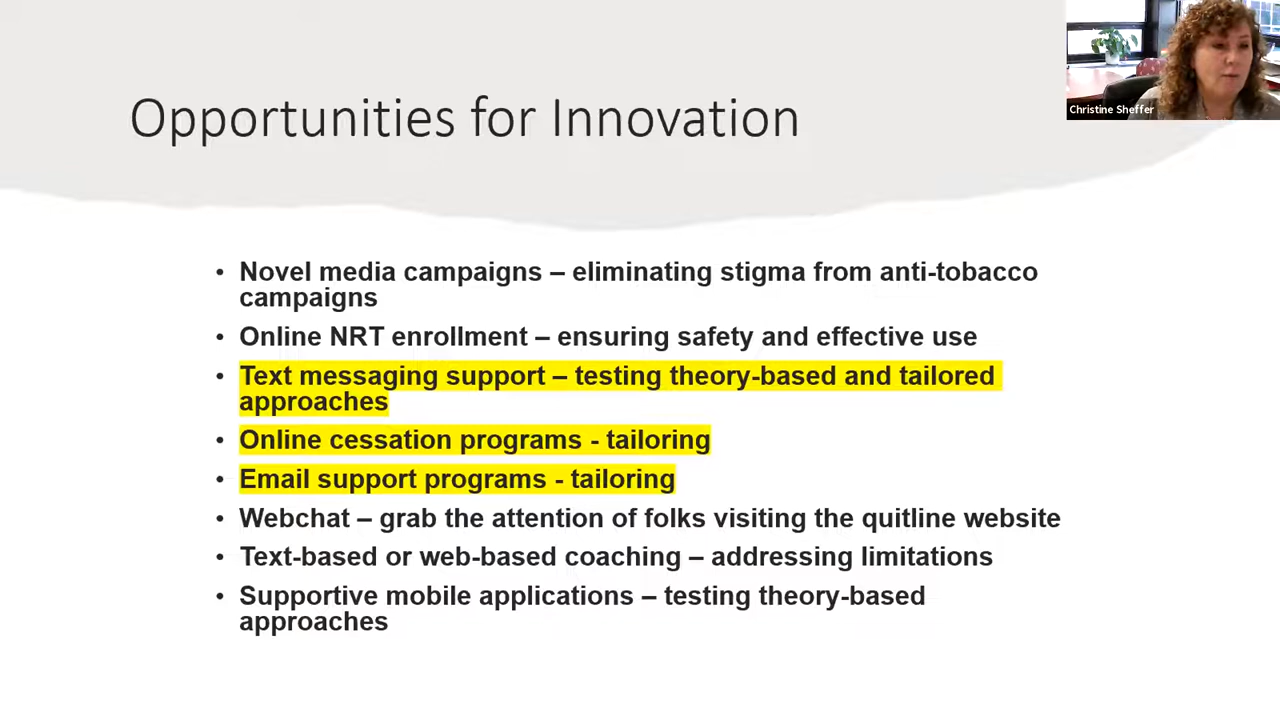 Christine Sheffer
Opportunities for Innovation
• Novel media campaigns – eliminating stigma from anti-tobacco
campaigns
• Online NRT enrollment – ensuring safety and effective use
• Text messaging support – testing theory-based and tailored
approaches
• Online cessation programs - tailoring
• Email support programs - tailoring
• Webchat – grab the attention of folks visiting the quitline website
• Text-based or web-based coaching – addressing limitations
• Supportive mobile applications – testing theory-based
approaches